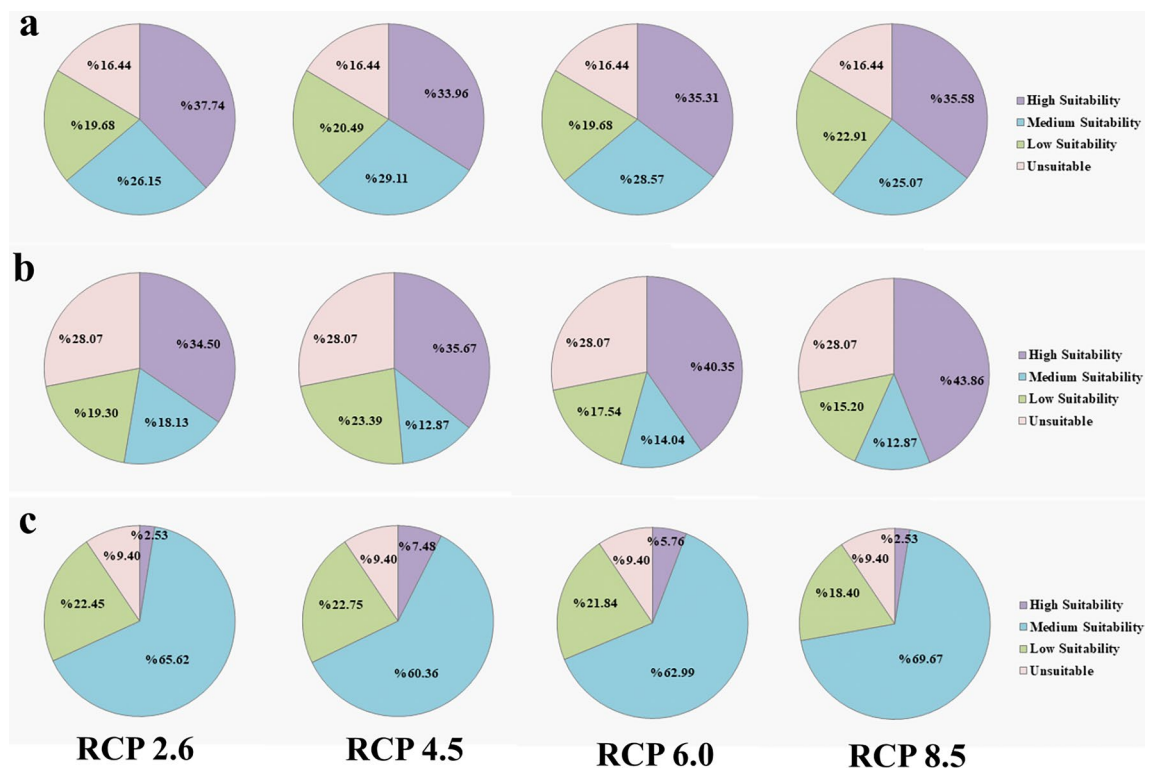 a
%16.44
%37.74
%19.68
%26.15
%16.44
%33.96
%20.49
%29.11
%16.44
%35.31
%19.68
%28.57
%16.44
%35.58
%22.91
%25.07
High Suitability
Medium Suitability
Low Suitability
Unsuitable
b
%28.07
%34.50
%19.30
%18.13
%28.07
%35.67
%23.39
%12.87
%28.07
%40.35
%17.54
%14.04
%28.07
%43.86
%15.20
%12.87
High Suitability
Medium Suitability
Low Suitability
Unsuitable
c
%2.53
%9.40
%22.45
%65.62
%7.48
%9.40
%22.75
%60.36
%5.76
%9.40
%21.84
%62.99
%2.53
%9.40
%18.40
%69.67
High Suitability
Medium Suitability
Low Suitability
Unsuitable
RCP 2.6
RCP 4.5
RCP 6.0
RCP 8.5